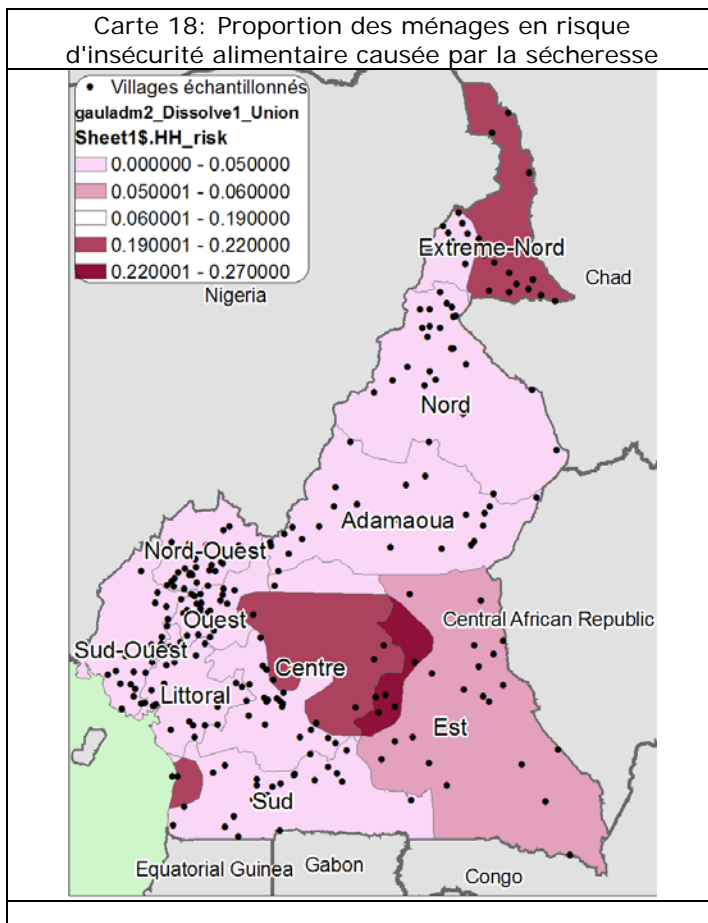 Carte 18: Proportion des ménages en risque
d'insécurité alimentaire causée par la sécheresse
Villages échantillonnés
gauladm2_Dissolve1_Union
Sheet1$.HH_risk
0.000000 - 0.050000
0.050001 - 0.060000
0.060001 - 0.190000
0.190001 - 0.220000
0.220001 - 0.270000
Extreme-Nord
Chad
Nigeria
Nord
Adamaoua
Nord-Ouest
Ouest
Central African Republic
Sud-Ouest
Centre
Littoral
Est
Sud
Equatorial Guinea
Gabon
Congo